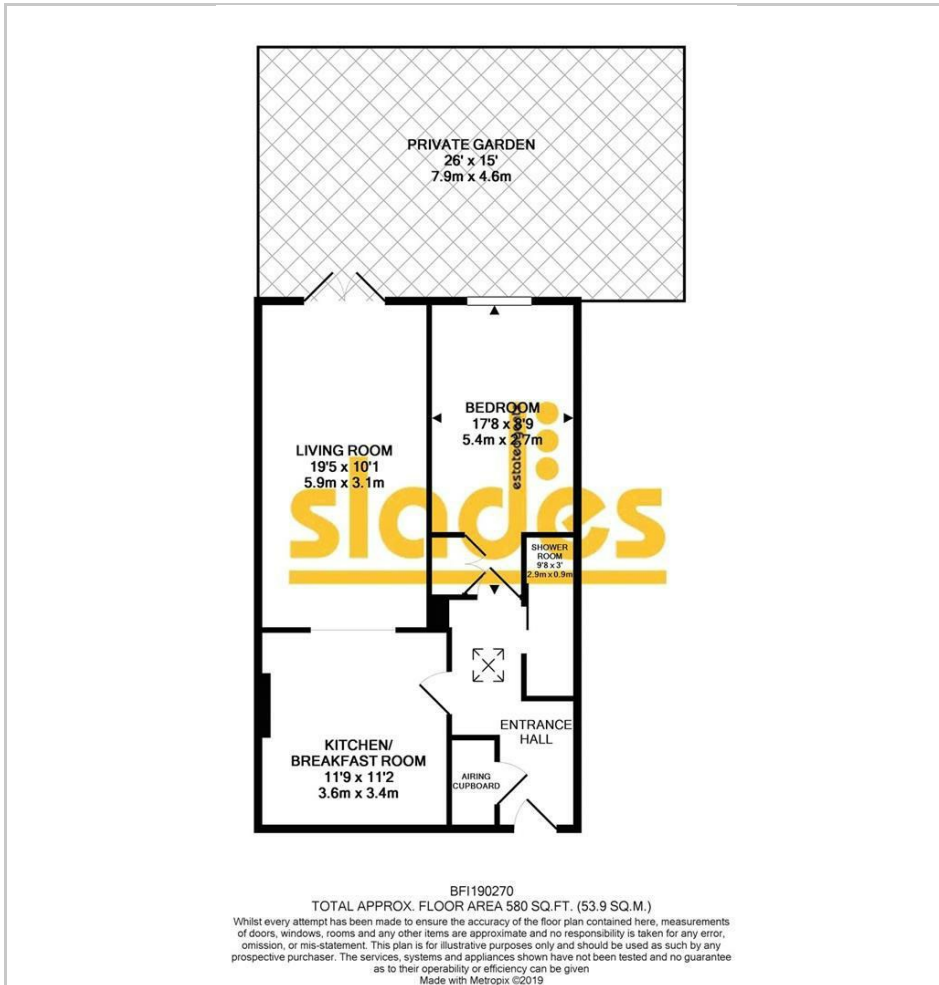 PRIVATE GARDEN
26' x 15'
7.9m x 4.6m
LIVING ROOM
19'5 x 10'1
5.9m x 3.1m
BEDROOM
17'8 x 8'9
5.4m x 2.7m
slades
estate agents
SHOWER
ROOM
9'8 x 3'
2.9m x 0.9m
ENTRANCE
HALL
KITCHEN/
BREAKFAST ROOM
11'9 x 11'2
3.6m x 3.4m
AIRING
CUPBOARD
BFI190270
TOTAL APPROX. FLOOR AREA 580 SQ.FT. (53.9 SQ.M.)
Whilst every attempt has been made to ensure the accuracy of the floor plan contained here, measurements
of doors, windows, rooms and any other items are approximate and no responsibility is taken for any error,
omission, or mis-statement. This plan is for illustrative purposes only and should be used as such by any
prospective purchaser. The services, systems and appliances shown have not been tested and no guarantee
as to their operability or efficiency can be given
Made with Metropix ©2019